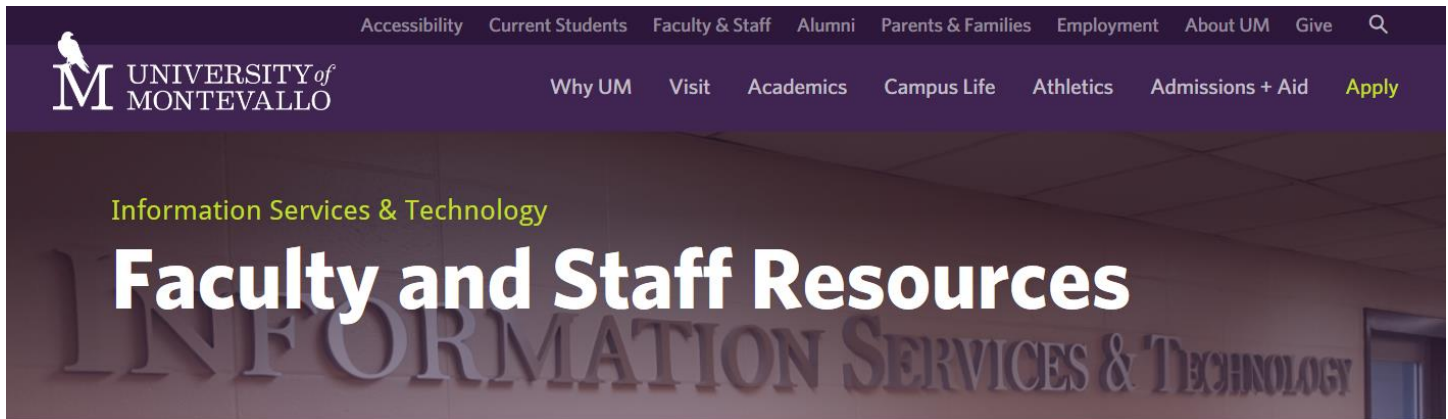 Accessibility Current Students Faculty & Staff Alumni Parents & Families Employment About UM Give
UNIVERSITY of
MONTEVALLO
Why UM Visit Academics Campus Life Athletics Admissions + Aid Apply
Information Services & Technology
Faculty and Staff Resources
INFORMATION SERVICES & TECHNOLOGY